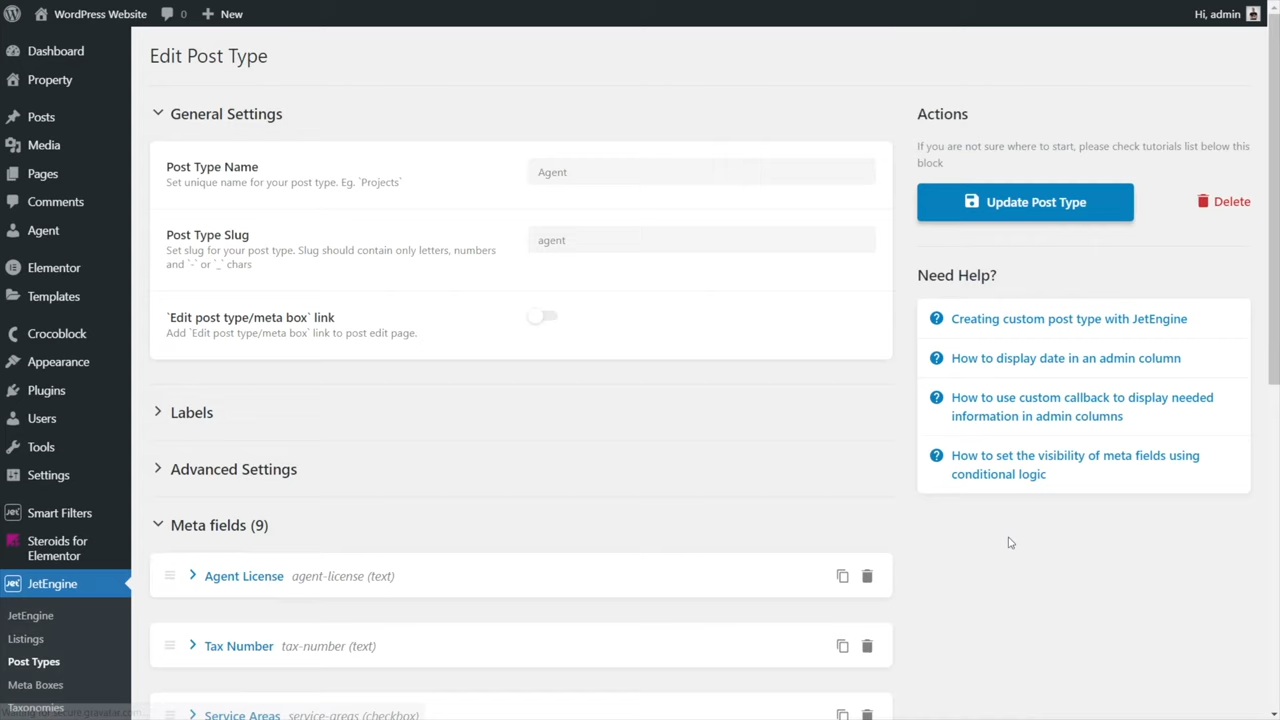 WordPress Website
0
New
Hi, admin
Dashboard
Property
Posts
Media
Pages
Comments
Agent
Elementor
Templates
Crocoblock
Appearance
Plugins
Users
Tools
Settings
Smart Filters
Steroids for
Elementor
JetEngine
JetEngine
Listings
Post Types
Meta Boxes
Taxonomies
Edit Post Type
General Settings
Post Type Name
Set unique name for your post type. Eg. `Projects`
Agent
Post Type Slug
Set slug for your post type. Slug should contain only letters, numbers
and `-` or `_` chars
agent
`Edit post type/meta box` link
Add `Edit post type/meta box` link to post edit page.
Labels
Advanced Settings
Meta fields (9)
Agent License agent-license (text)
Tax Number tax-number (text)
Service Areas service-areas (checkbox)
Actions
If you are not sure where to start, please check tutorials list below this
block
Update Post Type
Delete
Need Help?
Creating custom post type with JetEngine
How to display date in an admin column
How to use custom callback to display needed
information in admin columns
How to set the visibility of meta fields using
conditional logic